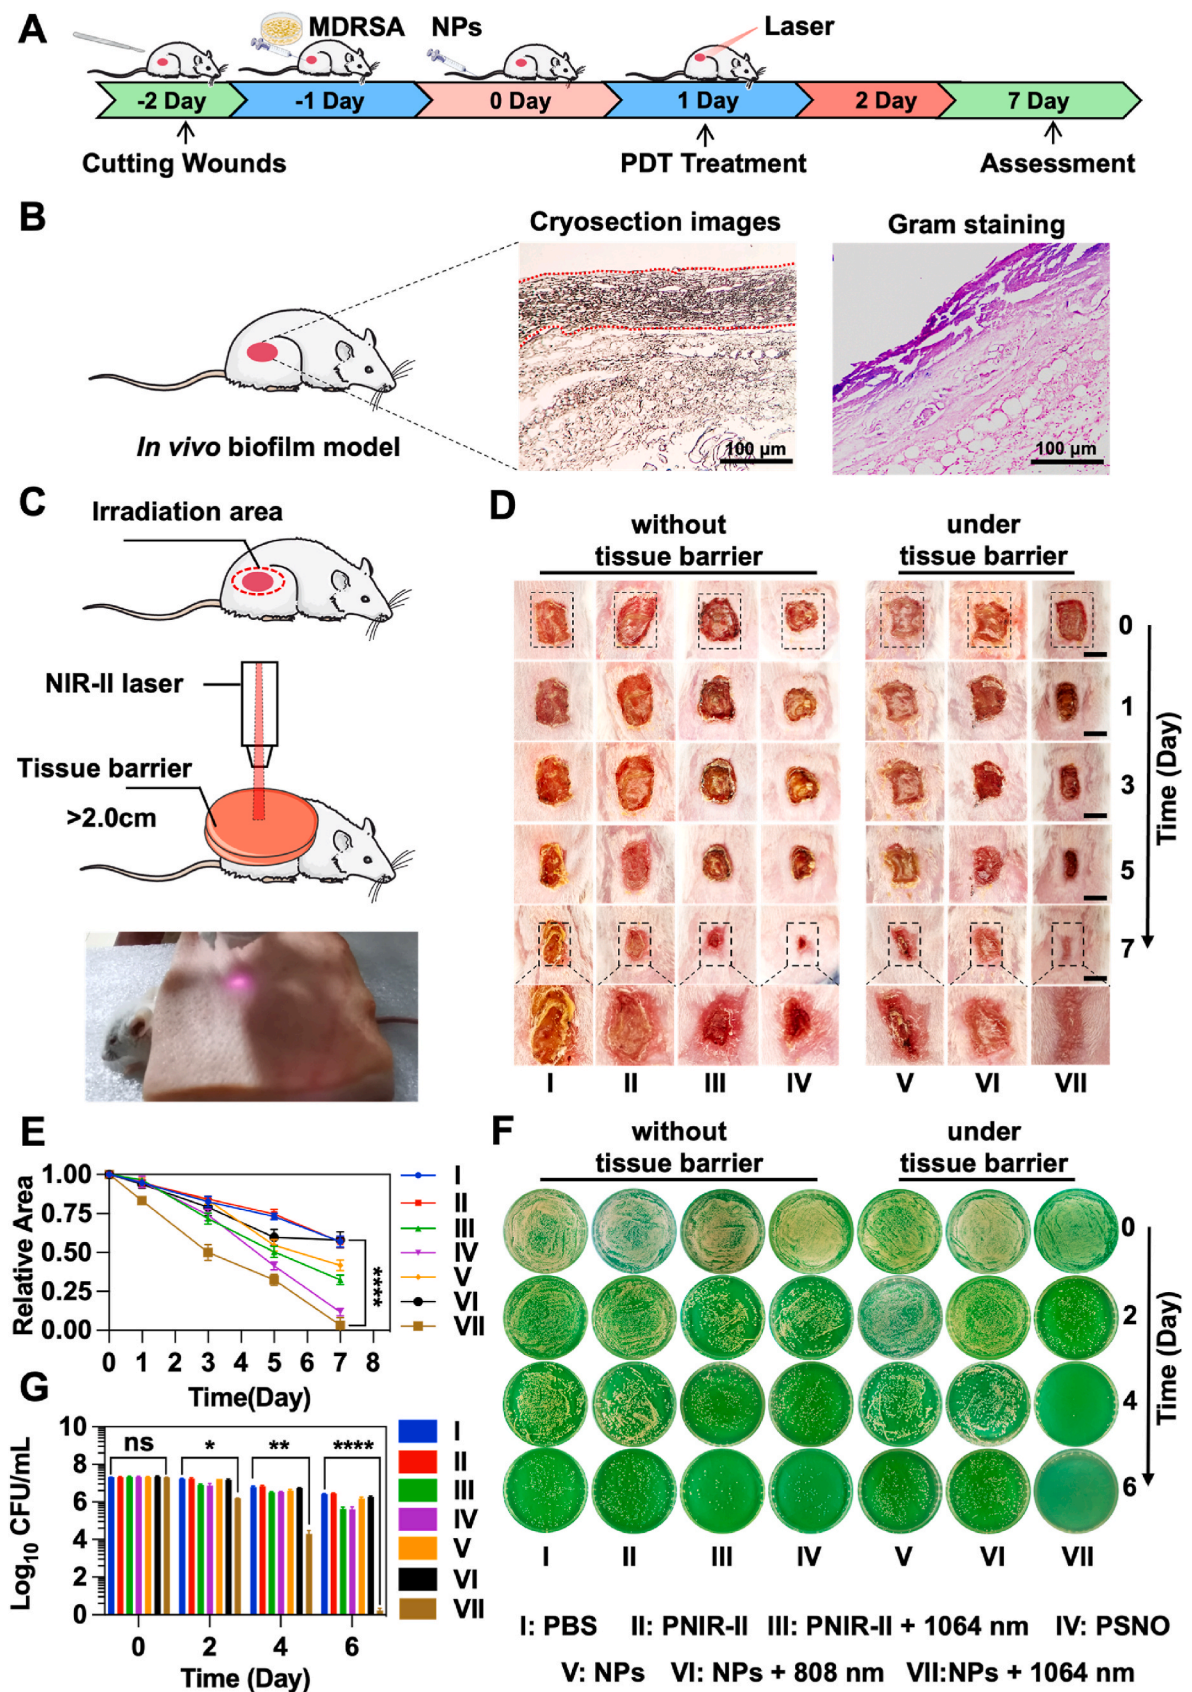 A
MDRSA
NPs
Laser
-2 Day
-1 Day
0 Day
1 Day
2 Day
7 Day
Cutting Wounds
PDT Treatment
Assessment
B
Cryosection images
Gram staining
In vivo biofilm model
100 μm
100 μm
C
Irradiation area
NIR-II laser
Tissue barrier
>2.0cm
D
without
tissue barrier
under
tissue barrier
0
1
3
5
7
Time (Day)
I II III IV V VI VII
E
Relative Area
1.00
0.75
0.50
0.25
0.00
0 1 2 3 4 5 6 7 8
Time(Day)
****
I
II
III
IV
V
VI
VII
F
without
tissue barrier
under
tissue barrier
0
2
4
6
Time (Day)
I II III IV V VI VII
G
Log10 CFU/mL
10
8
6
4
2
0
ns * ** ****
0 2 4 6
Time (Day)
I
II
III
IV
V
VI
VII
I: PBS II: PNIR-II III: PNIR-II + 1064 nm IV: PSNO
V: NPs VI: NPs + 808 nm VII:NPs + 1064 nm